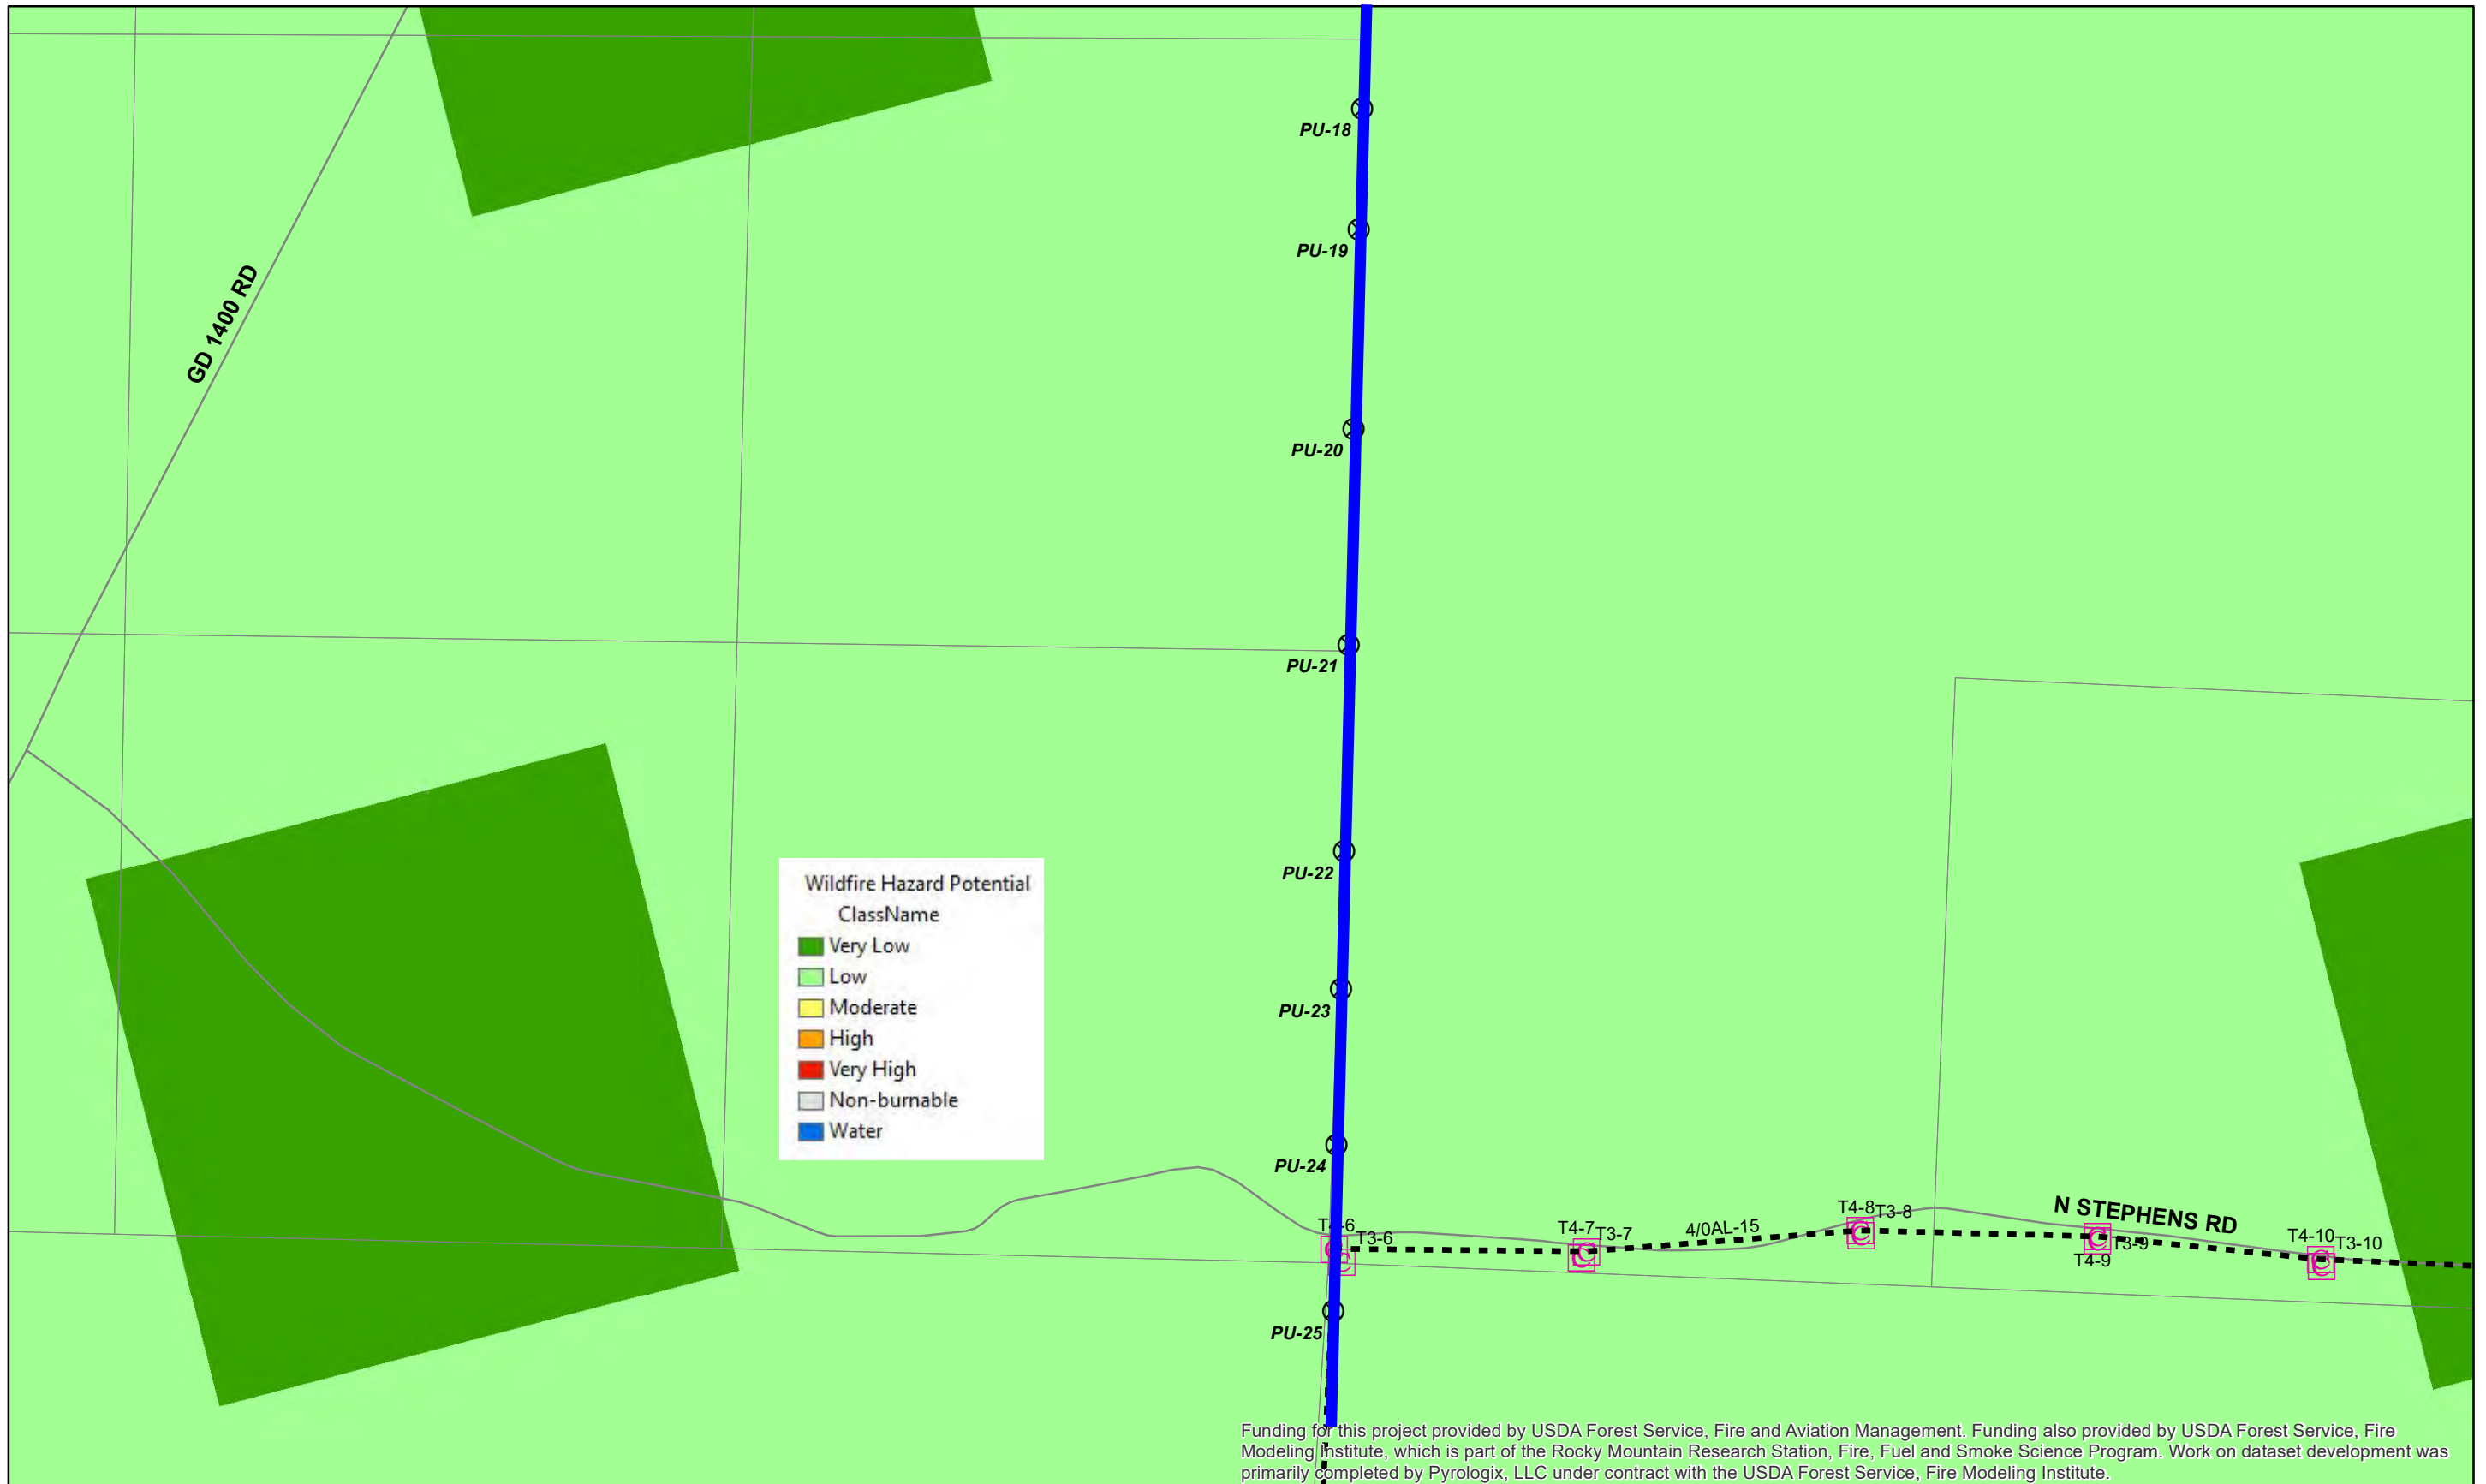 PU-18
PU-19
GD 1400 RD
PU-20
PU-21
PU-22
Wildfire Hazard Potential
ClassName
Very Low
Low
Moderate
High
Very High
Non-burnable
Water
PU-23
PU-24
N STEPHENS RD
T4-6
T3-6
T4-7
T3-7
4/0AL-15
T4-8
T3-8
T3-9
T4-9
T4-10
T3-10
C
C
C
C
C
C
C
C
C
C
PU-25
Funding for this project provided by USDA Forest Service, Fire and Aviation Management. Funding also provided by USDA Forest Service, Fire
Modeling Institute, which is part of the Rocky Mountain Research Station, Fire, Fuel and Smoke Science Program. Work on dataset development was
primarily completed by Pyrologix, LLC under contract with the USDA Forest Service, Fire Modeling Institute.